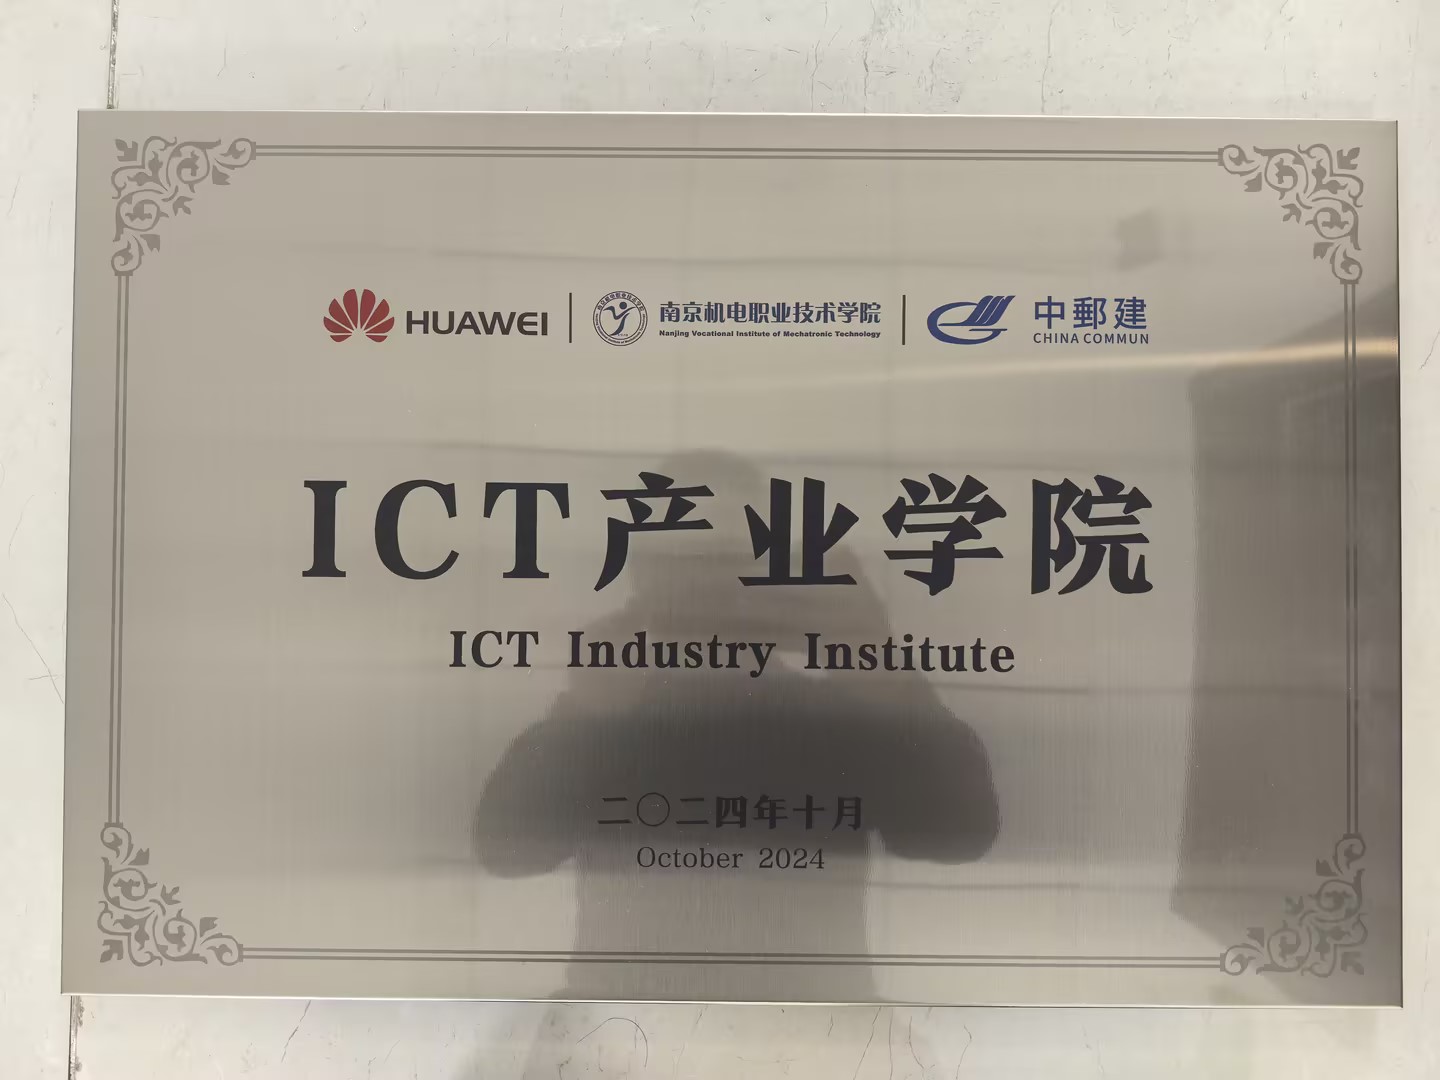 HUAWEI
南京机电职业技术学院
Nanjing Vocational Institute of Mechatronic Technology
中郵建
CHINA COMMUN
ICT产业学院
ICT Industry Institute
二〇二四年十月
October 2024